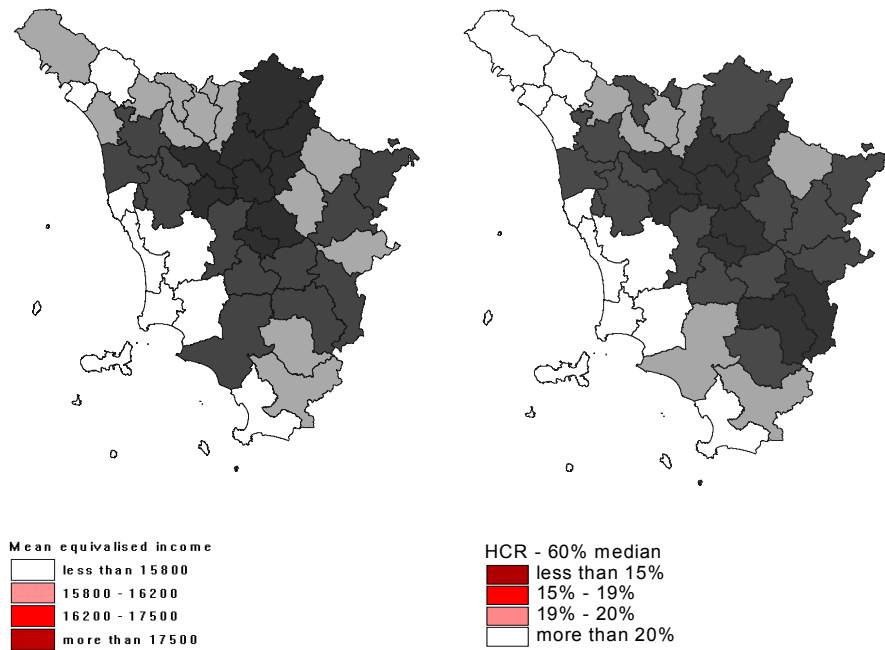 Mean equivalised income
less than 15800
15800 - 16200
16200 - 17500
more than 17500
HCR - 60% median
less than 15%
15% - 19%
19% - 20%
more than 20%